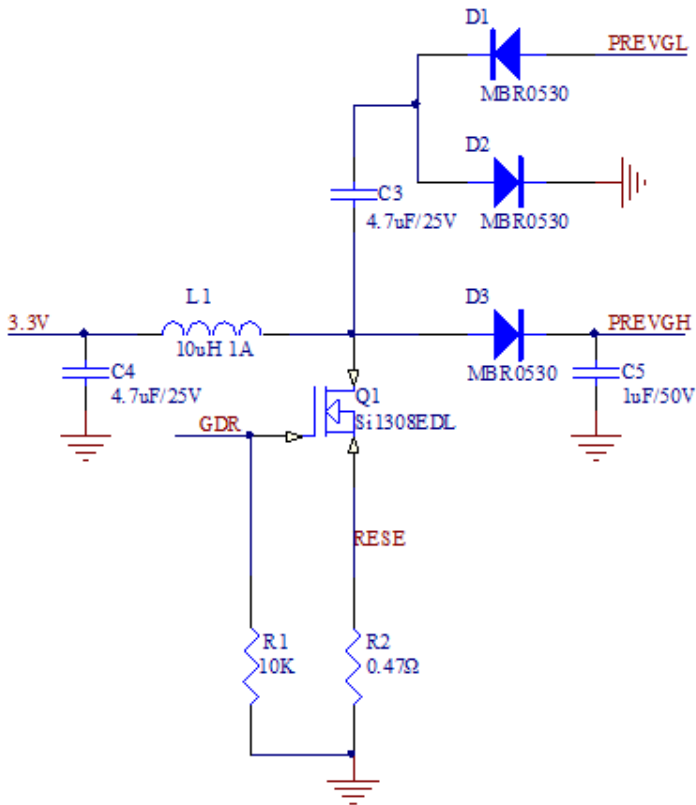 D1
PREVGL
MBR0530
D2
C3
4.7uF/25V
MBR0530
L1
D3
3.3V
PREVGH
10uH 1A
C4
MBR0530
C5
4.7uF/25V
Q1
1uF/50V
GDR
Si1308EDL
RESE
R1
R2
10K
0.47Ω